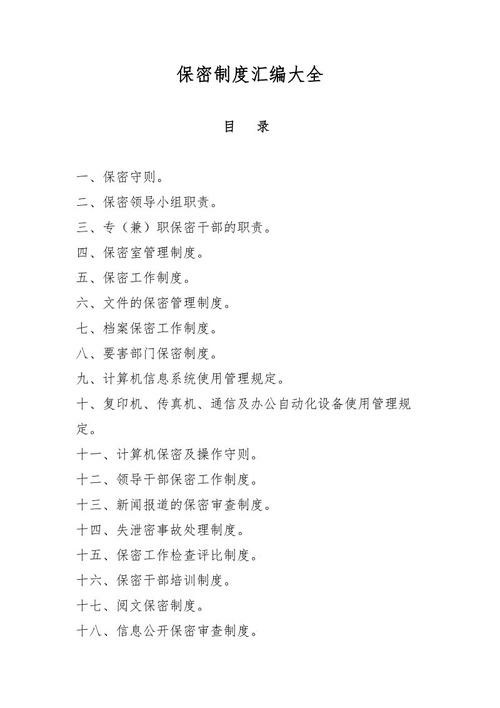 保密制度汇编大全
目 录
一、保密守则。
二、保密领导小组职责。
三、专（兼）职保密干部的职责。
四、保密室管理制度。
五、保密工作制度。
六、文件的保密管理制度。
七、档案保密工作制度。
八、要害部门保密制度。
九、计算机信息系统使用管理规定。
十、复印机、传真机、通信及办公自动化设备使用管理规
定。
十一、计算机保密及操作守则。
十二、领导干部保密工作制度。
十三、新闻报道的保密审查制度。
十四、失泄密事故处理制度。
十五、保密工作检查评比制度。
十六、保密干部培训制度。
十七、阅文保密制度。
十八、信息公开保密审查制度。